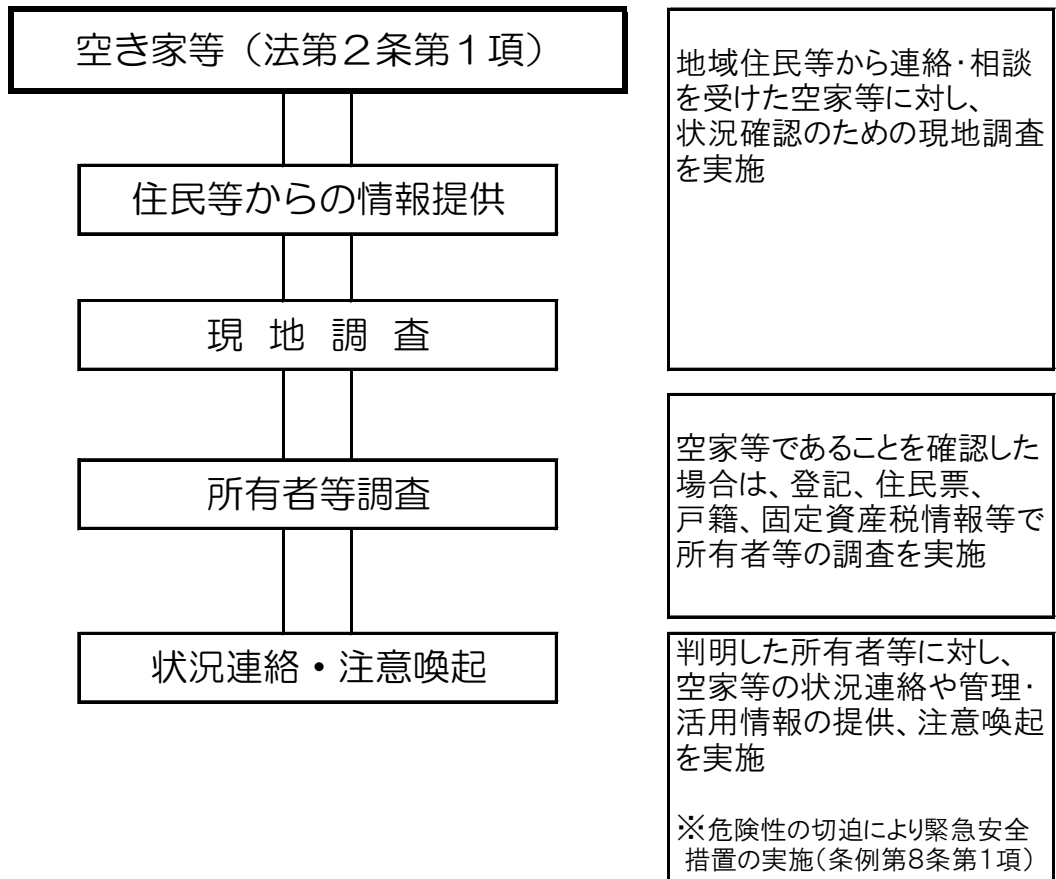 空き家等（法第２条第１項）
住民等からの情報提供
現 地 調 査
所有者等調査
状況連絡・注意喚起
地域住民等から連絡･相談
を受けた空家等に対し、
状況確認のための現地調査
を実施
空家等であることを確認した
場合は、登記、住民票、
戸籍、固定資産税情報等で
所有者等の調査を実施
判明した所有者等に対し、
空家等の状況連絡や管理･
活用情報の提供、注意喚起
を実施
※危険性の切迫により緊急安全
措置の実施（条例第8条第1項）